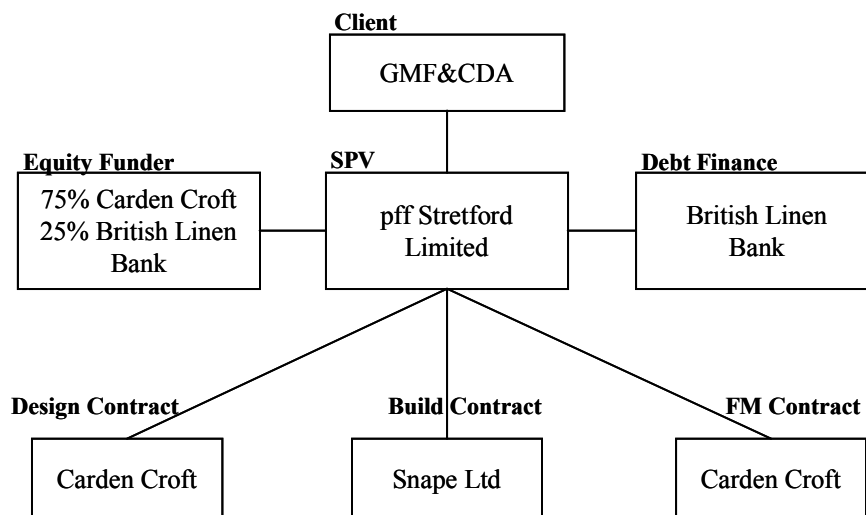 Client
GMF&CDA
Equity Funder
75% Carden Croft
25% British Linen
Bank
SPV
pff Stretford
Limited
Debt Finance
British Linen
Bank
Design Contract
Carden Croft
Build Contract
Snape Ltd
FM Contract
Carden Croft